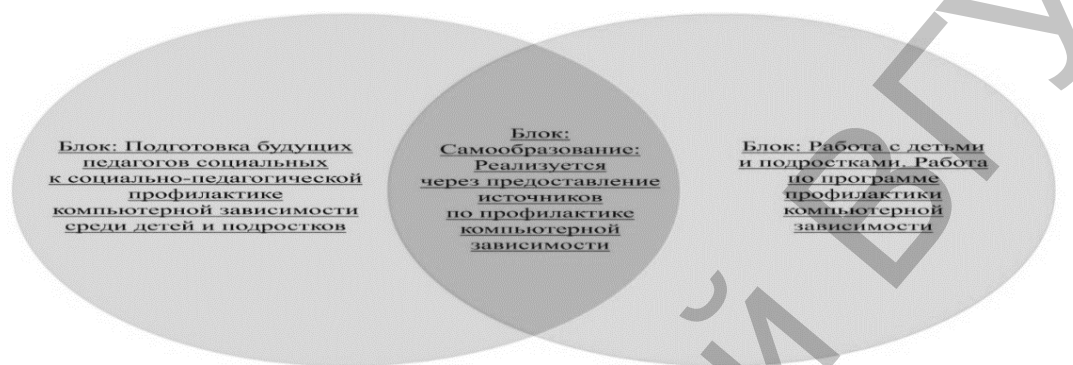 Блок: Подготовка будущих
педагогов социальных
к социально-педагогической
профилактике
компьютерной зависимости
среди детей и подростков
Блок:
Самообразование:
Реализуется
через предоставление
источников
по профилактике
компьютерной
зависимости
Блок: Работа с детьми
и подростками. Работа
по программе
профилактики
компьютерной
зависимости
Й ВГУ